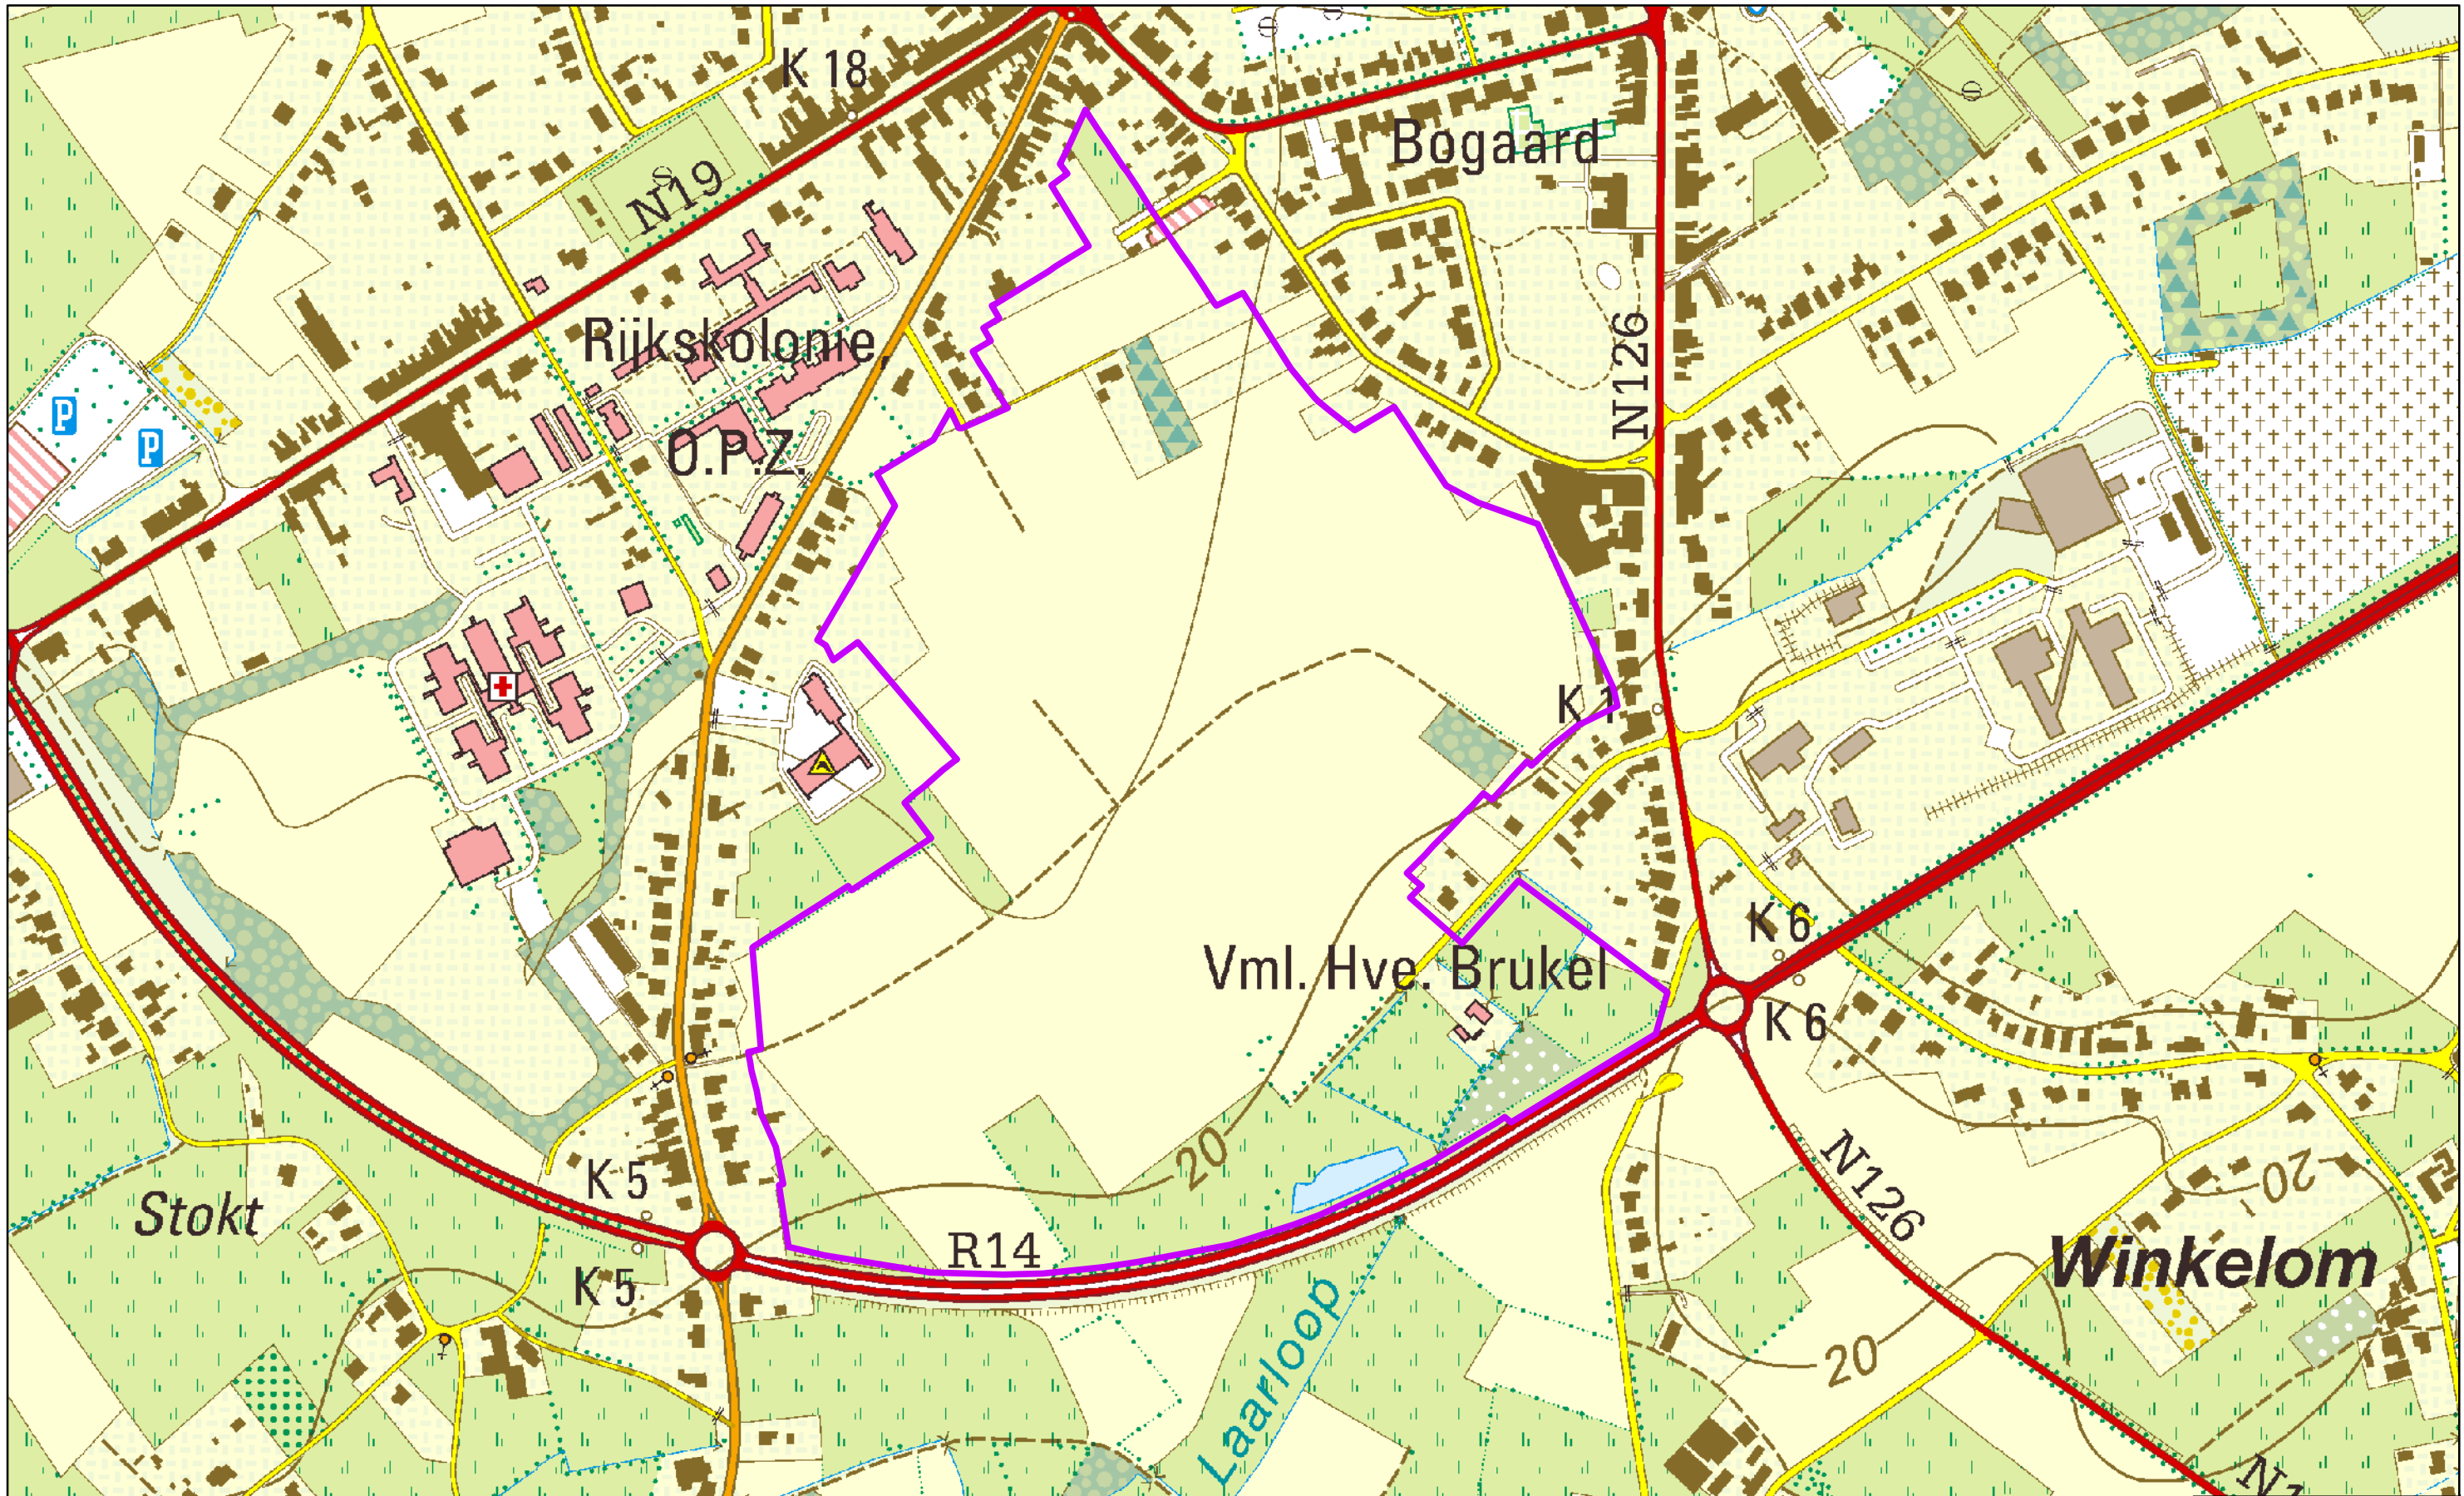 K 18
Bogaard
N19
Rijkskolonie,
N126
P
P
O.P.Z.
K 1
K 6
Vml. Hve. Brukel
K 6
20
K 5
N126
20
Stokt
R14
Winkelom
K 5
Laarloop
20